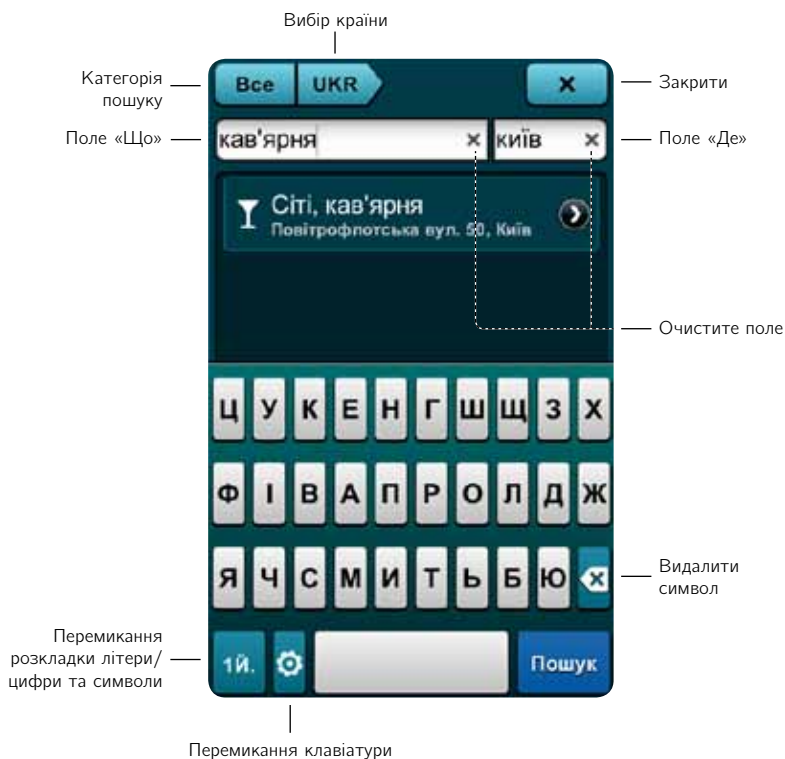 Вибір країни
Категорія
пошуку
Все UKR
Закрити
Поле «Що»
кав'ярня київ
Поле «Де»
Сіті, кав'ярня
Повітрофлотська вул. 50, Київ
Очистите поле
Ц У К Е Н Г Ш Щ З Х
Ф І В А П Р О Л Д Ж
Я Ч С М И Т Ь Б Ю
Видалити
символ
Перемикання
розкладки літери/
цифри та символи
1Й. Пошук
Перемикання клавіатури